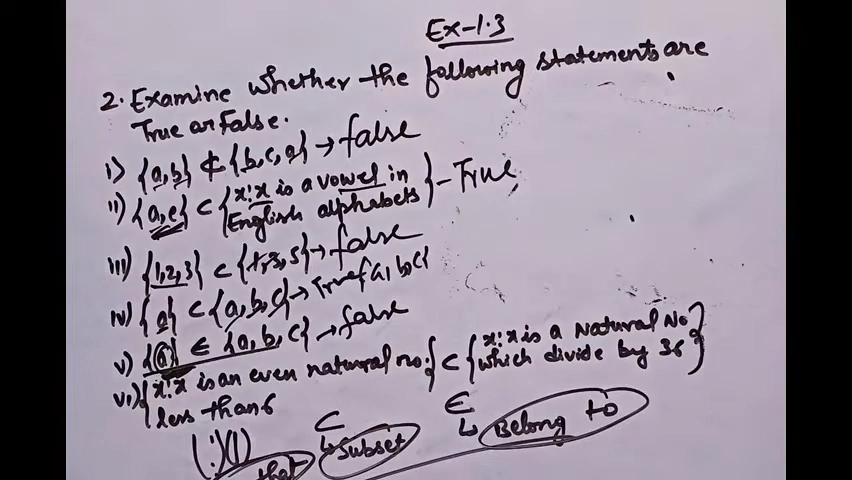 Ex-1.3
2. Examine whether the following statements are
True or False.
i) {a,b} ⊄ {b,c,a} → false
ii) {a,e} ⊂ {x:x is a vowel in English alphabets} - True
iii) {1,2,3} ⊂ {1,3,5} → false
iv) {a} ⊂ {a,b,c} → True {a,b,c}
v) {a} ∈ {a,b,c} → false
vi) {x:x is an even natural no. less than 6} ⊂ {x:x is a Natural No which divide by 36}
⊂ ∈
(:)(|) that ↳ Subset ↳ Belong to